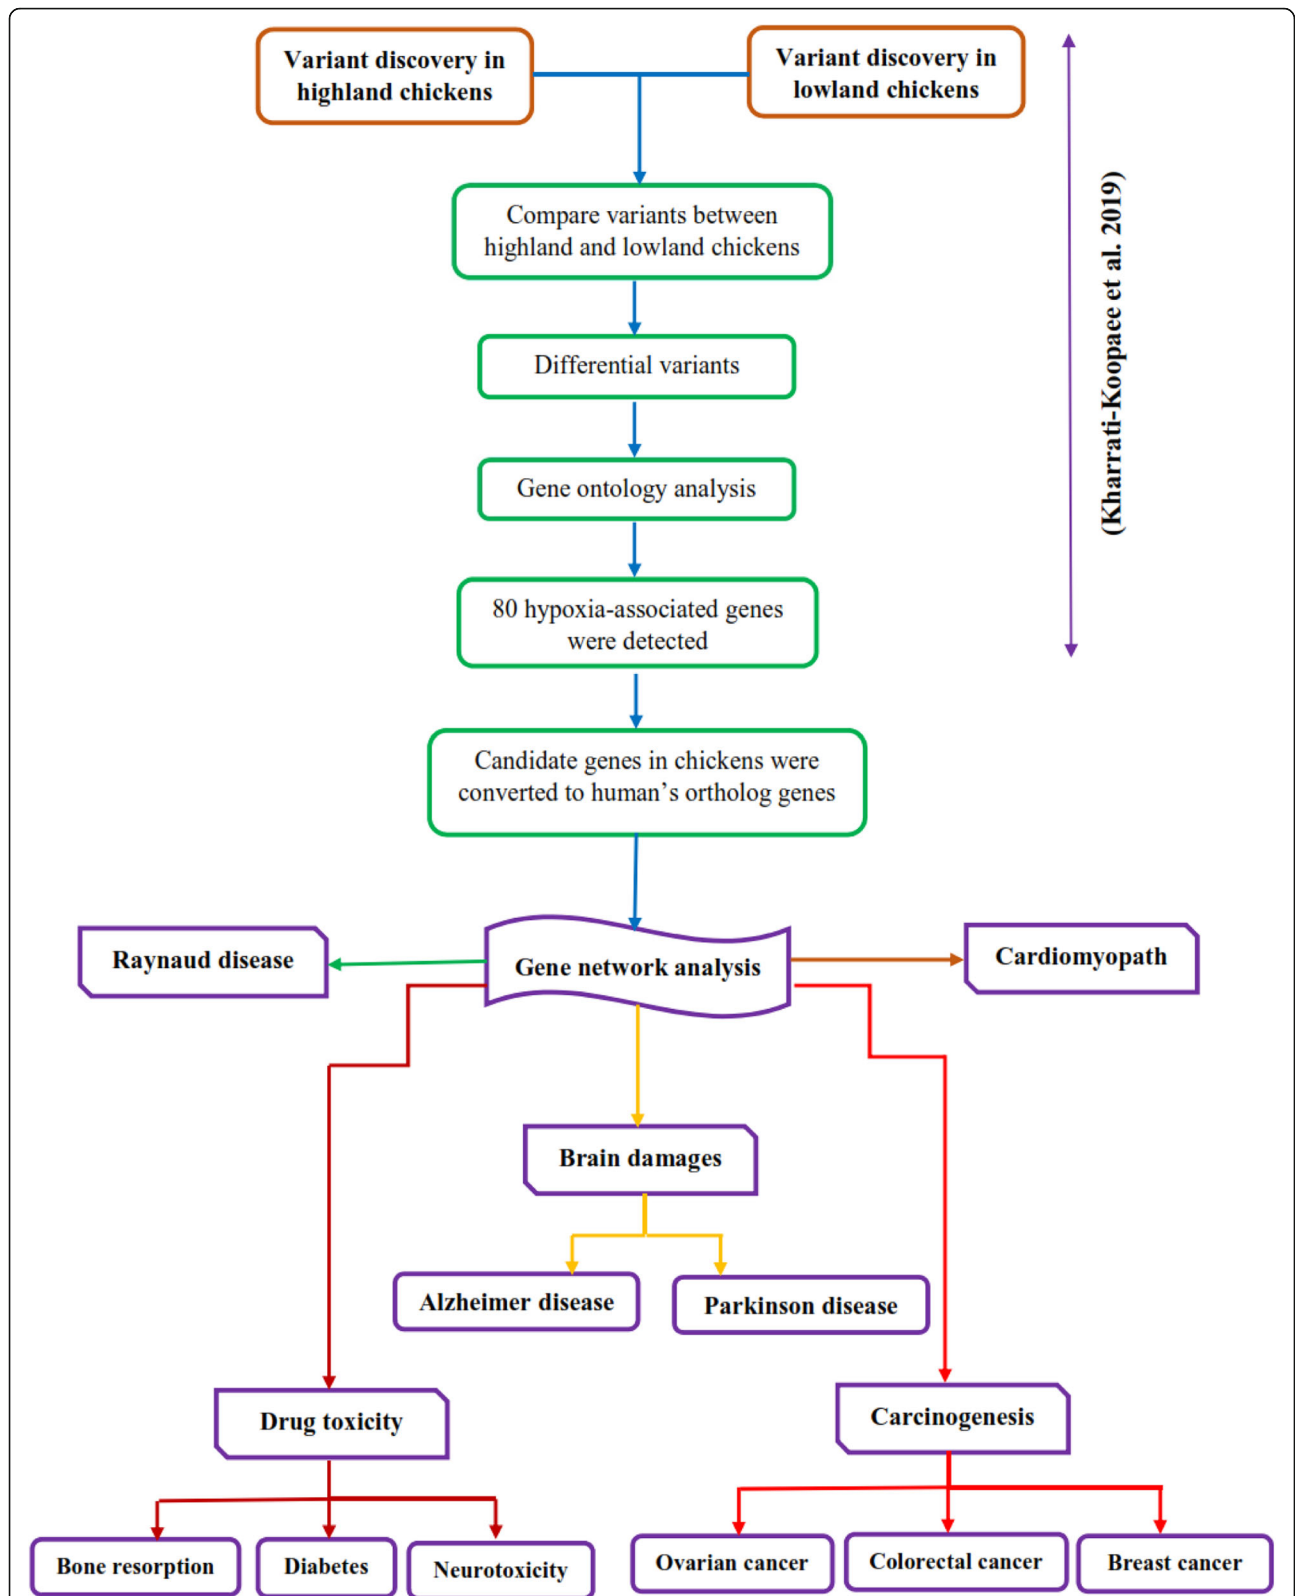 Variant discovery in
highland chickens
Variant discovery in
lowland chickens
(Kharrati-Koopaee et al. 2019)
Compare variants between
highland and lowland chickens
Differential variants
Gene ontology analysis
80 hypoxia-associated genes
were detected
Candidate genes in chickens were
converted to human’s ortholog genes
Raynaud disease
Gene network analysis
Cardiomyopath
Brain damages
Alzheimer disease
Parkinson disease
Drug toxicity
Carcinogenesis
Bone resorption
Diabetes
Neurotoxicity
Ovarian cancer
Colorectal cancer
Breast cancer